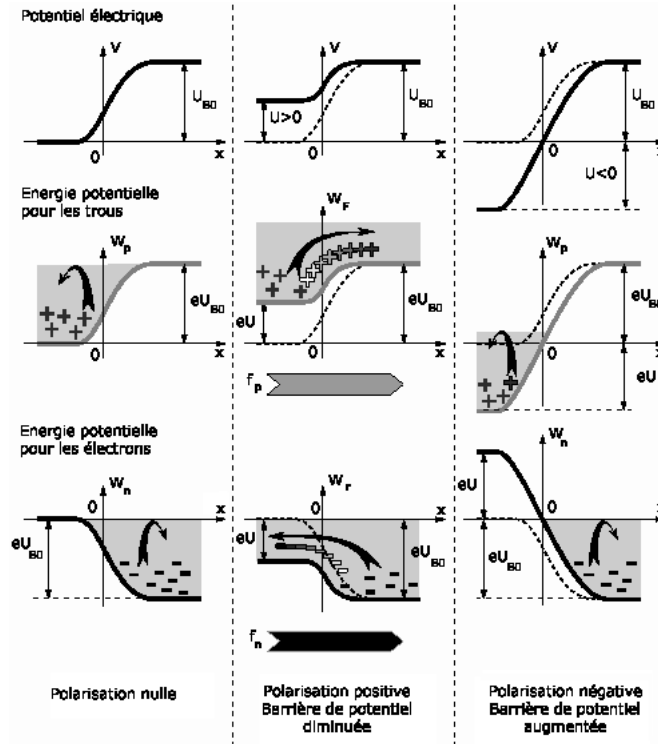 Potentiel électrique
V
U_B0
0
x
V
U>0
U_B0
0
x
V
U_B0
0
x
U<0
Energie potentielle
pour les trous
W_p
eU_B0
0
x
W_F
eU
eU_B0
0
x
f_p
W_p
eU_B0
0
x
eU
Energie potentielle
pour les électrons
W_n
0
x
eU_B0
W_r
0
x
eU
eU_B0
f_n
W_n
eU
0
x
eU_B0
Polarisation nulle
Polarisation positive
Barrière de potentiel
diminuée
Polarisation négative
Barrière de potentiel
augmentée